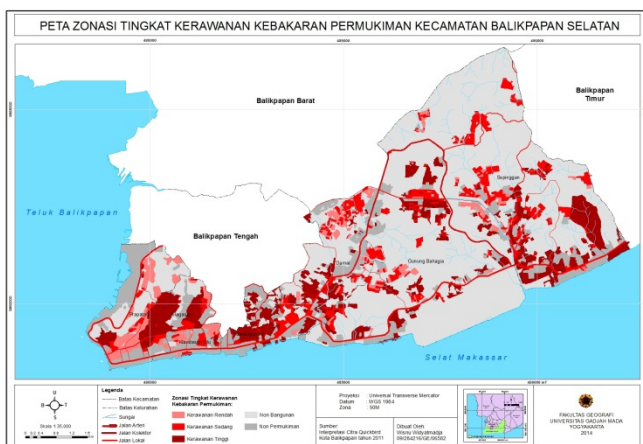 PETA ZONASI TINGKAT KERAWANAN KEBAKARAN PERMUKIMAN KECAMATAN BALIKPAPAN SELATAN
Balikpapan Barat
Balikpapan
Timur
Sepinggan
Teluk Balikpapan
Balikpapan Tengah
Damai
Gunung Bahagia
Prapatan
Selat Makassar
Legenda
Batas Kecamatan
Batas Kelurahan
Sungai
Jalan Arteri
Jalan Kolektor
Jalan Lokal
Zonasi Tingkat Kerawanan
Kebakaran Permukiman:
Kerawanan Rendah
Kerawanan Sedang
Kerawanan Tinggi
Non Bangunan
Non Permukiman
Proyeksi : Universal Transverse Mercator
Datum : WGS 1984
Zona : 50M
Sumber
Interpretasi Citra Quickbird
Kota Balikpapan tahun 2011
Dibuat Oleh
Wisnu Widyatmadja
FAKULTAS GEOGRAFI
UNIVERSITAS GADJAH MADA
YOGYAKARTA
2014